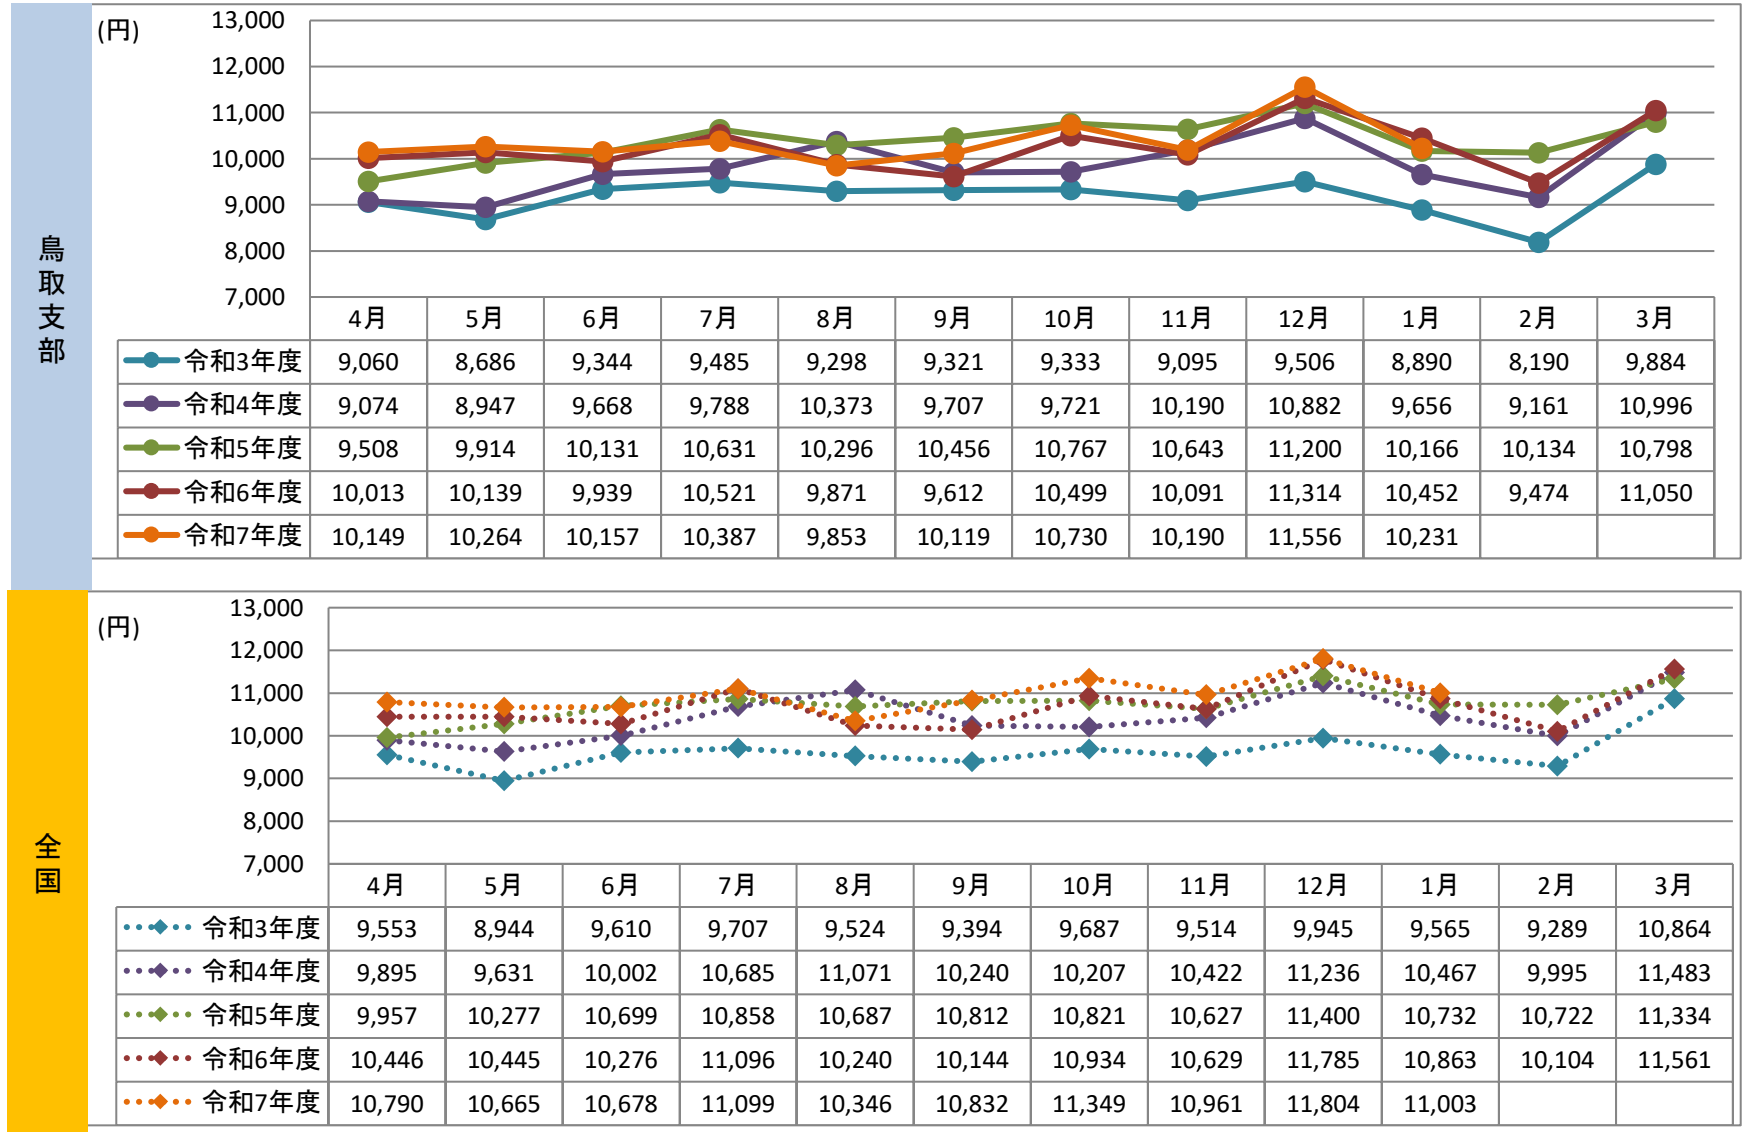 鳥取支部
(円)
13,000
12,000
11,000
10,000
9,000
8,000
7,000
4月 5月 6月 7月 8月 9月 10月 11月 12月 1月 2月 3月
令和3年度 9,060 8,686 9,344 9,485 9,298 9,321 9,333 9,095 9,506 8,890 8,190 9,884
令和4年度 9,074 8,947 9,668 9,788 10,373 9,707 9,721 10,190 10,882 9,656 9,161 10,996
令和5年度 9,508 9,914 10,131 10,631 10,296 10,456 10,767 10,643 11,200 10,166 10,134 10,798
令和6年度 10,013 10,139 9,939 10,521 9,871 9,612 10,499 10,091 11,314 10,452 9,474 11,050
令和7年度 10,149 10,264 10,157 10,387 9,853 10,119 10,730 10,190 11,556 10,231
全国
(円)
13,000
12,000
11,000
10,000
9,000
8,000
7,000
4月 5月 6月 7月 8月 9月 10月 11月 12月 1月 2月 3月
令和3年度 9,553 8,944 9,610 9,707 9,524 9,394 9,687 9,514 9,945 9,565 9,289 10,864
令和4年度 9,895 9,631 10,002 10,685 11,071 10,240 10,207 10,422 11,236 10,467 9,995 11,483
令和5年度 9,957 10,277 10,699 10,858 10,687 10,812 10,821 10,627 11,400 10,732 10,722 11,334
令和6年度 10,446 10,445 10,276 11,096 10,240 10,144 10,934 10,629 11,785 10,863 10,104 11,561
令和7年度 10,790 10,665 10,678 11,099 10,346 10,832 11,349 10,961 11,804 11,003